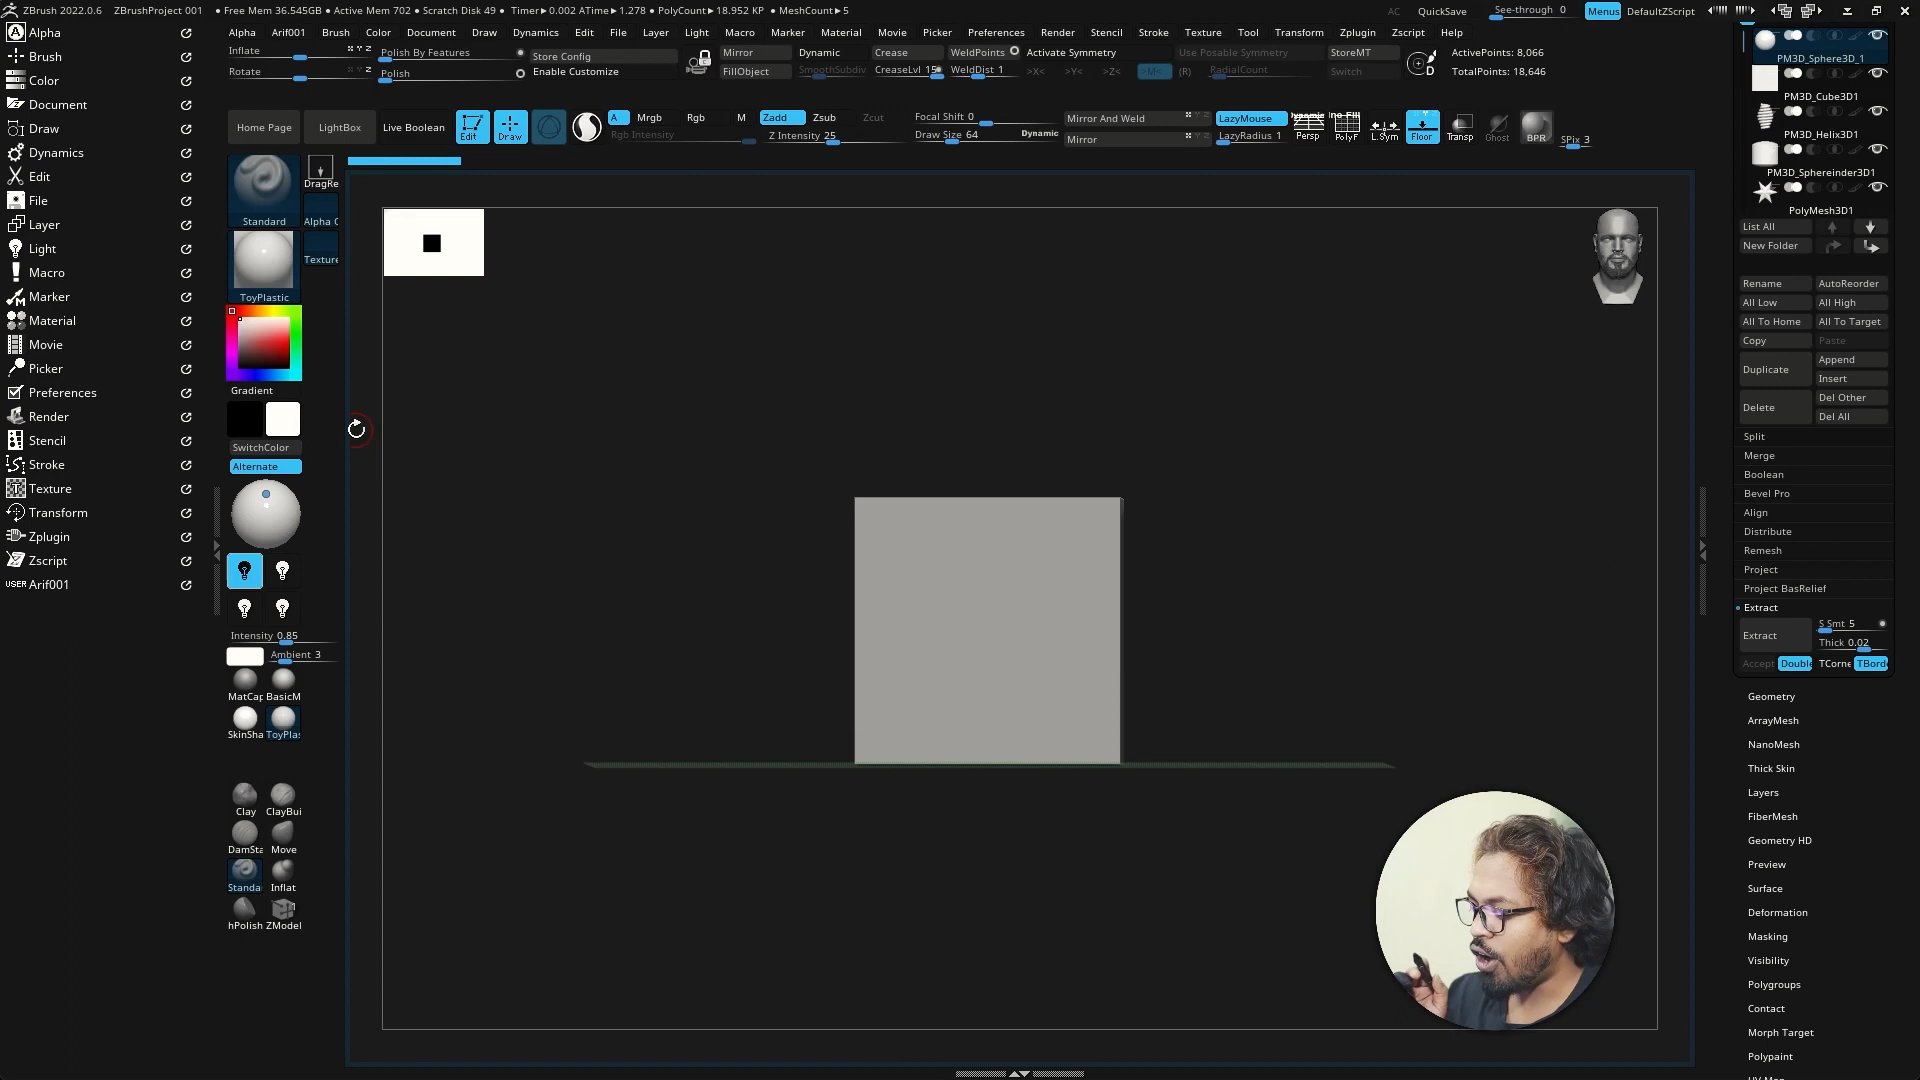 ZBrush 2022.0.6 ZBrushProject 001 • Free Mem 36.545GB • Active Mem 702 • Scratch Disk 49 • Timer▶0.002 ATime▶1.278 • PolyCount▶18.952 KP • MeshCount▶5 AC QuickSave See-through 0 Menus DefaultZScript
Alpha
Brush
Color
Document
Draw
Dynamics
Edit
File
Layer
Light
Macro
Marker
Material
Movie
Picker
Preferences
Render
Stencil
Stroke
Texture
Transform
Zplugin
Zscript
USER Arif001
Alpha Arif001 Brush Color Document Draw Dynamics Edit File Layer Light Macro Marker Material Movie Picker Preferences Render Stencil Stroke Texture Tool Transform Zplugin Zscript Help
Inflate Polish By Features Store Config Mirror Dynamic Crease WeldPoints Activate Symmetry Use Posable Symmetry StoreMT ActivePoints: 8,066
Rotate Polish Enable Customize FillObject SmoothSubdiv CreaseLvl 15 WeldDist 1 >X< >Y< >Z< >M< (R) RadialCount Switch D TotalPoints: 18,646
Home Page LightBox Live Boolean Edit Draw A Mrgb Rgb M Zadd Zsub Zcut Focal Shift 0 Mirror And Weld LazyMouse
Rgb Intensity Z Intensity 25 Draw Size 64 Dynamic Mirror LazyRadius 1 Persp PolyF L.Sym Floor Transp Ghost BPR SPix 3
Standard
DragRe
Alpha
Texture
ToyPlastic
Gradient
SwitchColor
Alternate
Intensity 0.85
Ambient 3
MatCap BasicM
SkinSha ToyPlas
Clay ClayBui
DamSta Move
Standa Inflat
hPolish ZModel
PM3D_Sphere3D_1
PM3D_Cube3D1
PM3D_Helix3D1
PM3D_Sphereinder3D1
PolyMesh3D1
List All
New Folder
Rename AutoReorder
All Low All High
All To Home All To Target
Copy Paste
Duplicate Append
Insert
Delete Del Other
Del All
Split
Merge
Boolean
Bevel Pro
Align
Distribute
Remesh
Project
Project BasRelief
Extract
Extract S Smt 5
Thick 0.02
Accept Double TCorne TBorde
Geometry
ArrayMesh
NanoMesh
Thick Skin
Layers
FiberMesh
Geometry HD
Preview
Surface
Deformation
Masking
Visibility
Polygroups
Contact
Morph Target
Polypaint